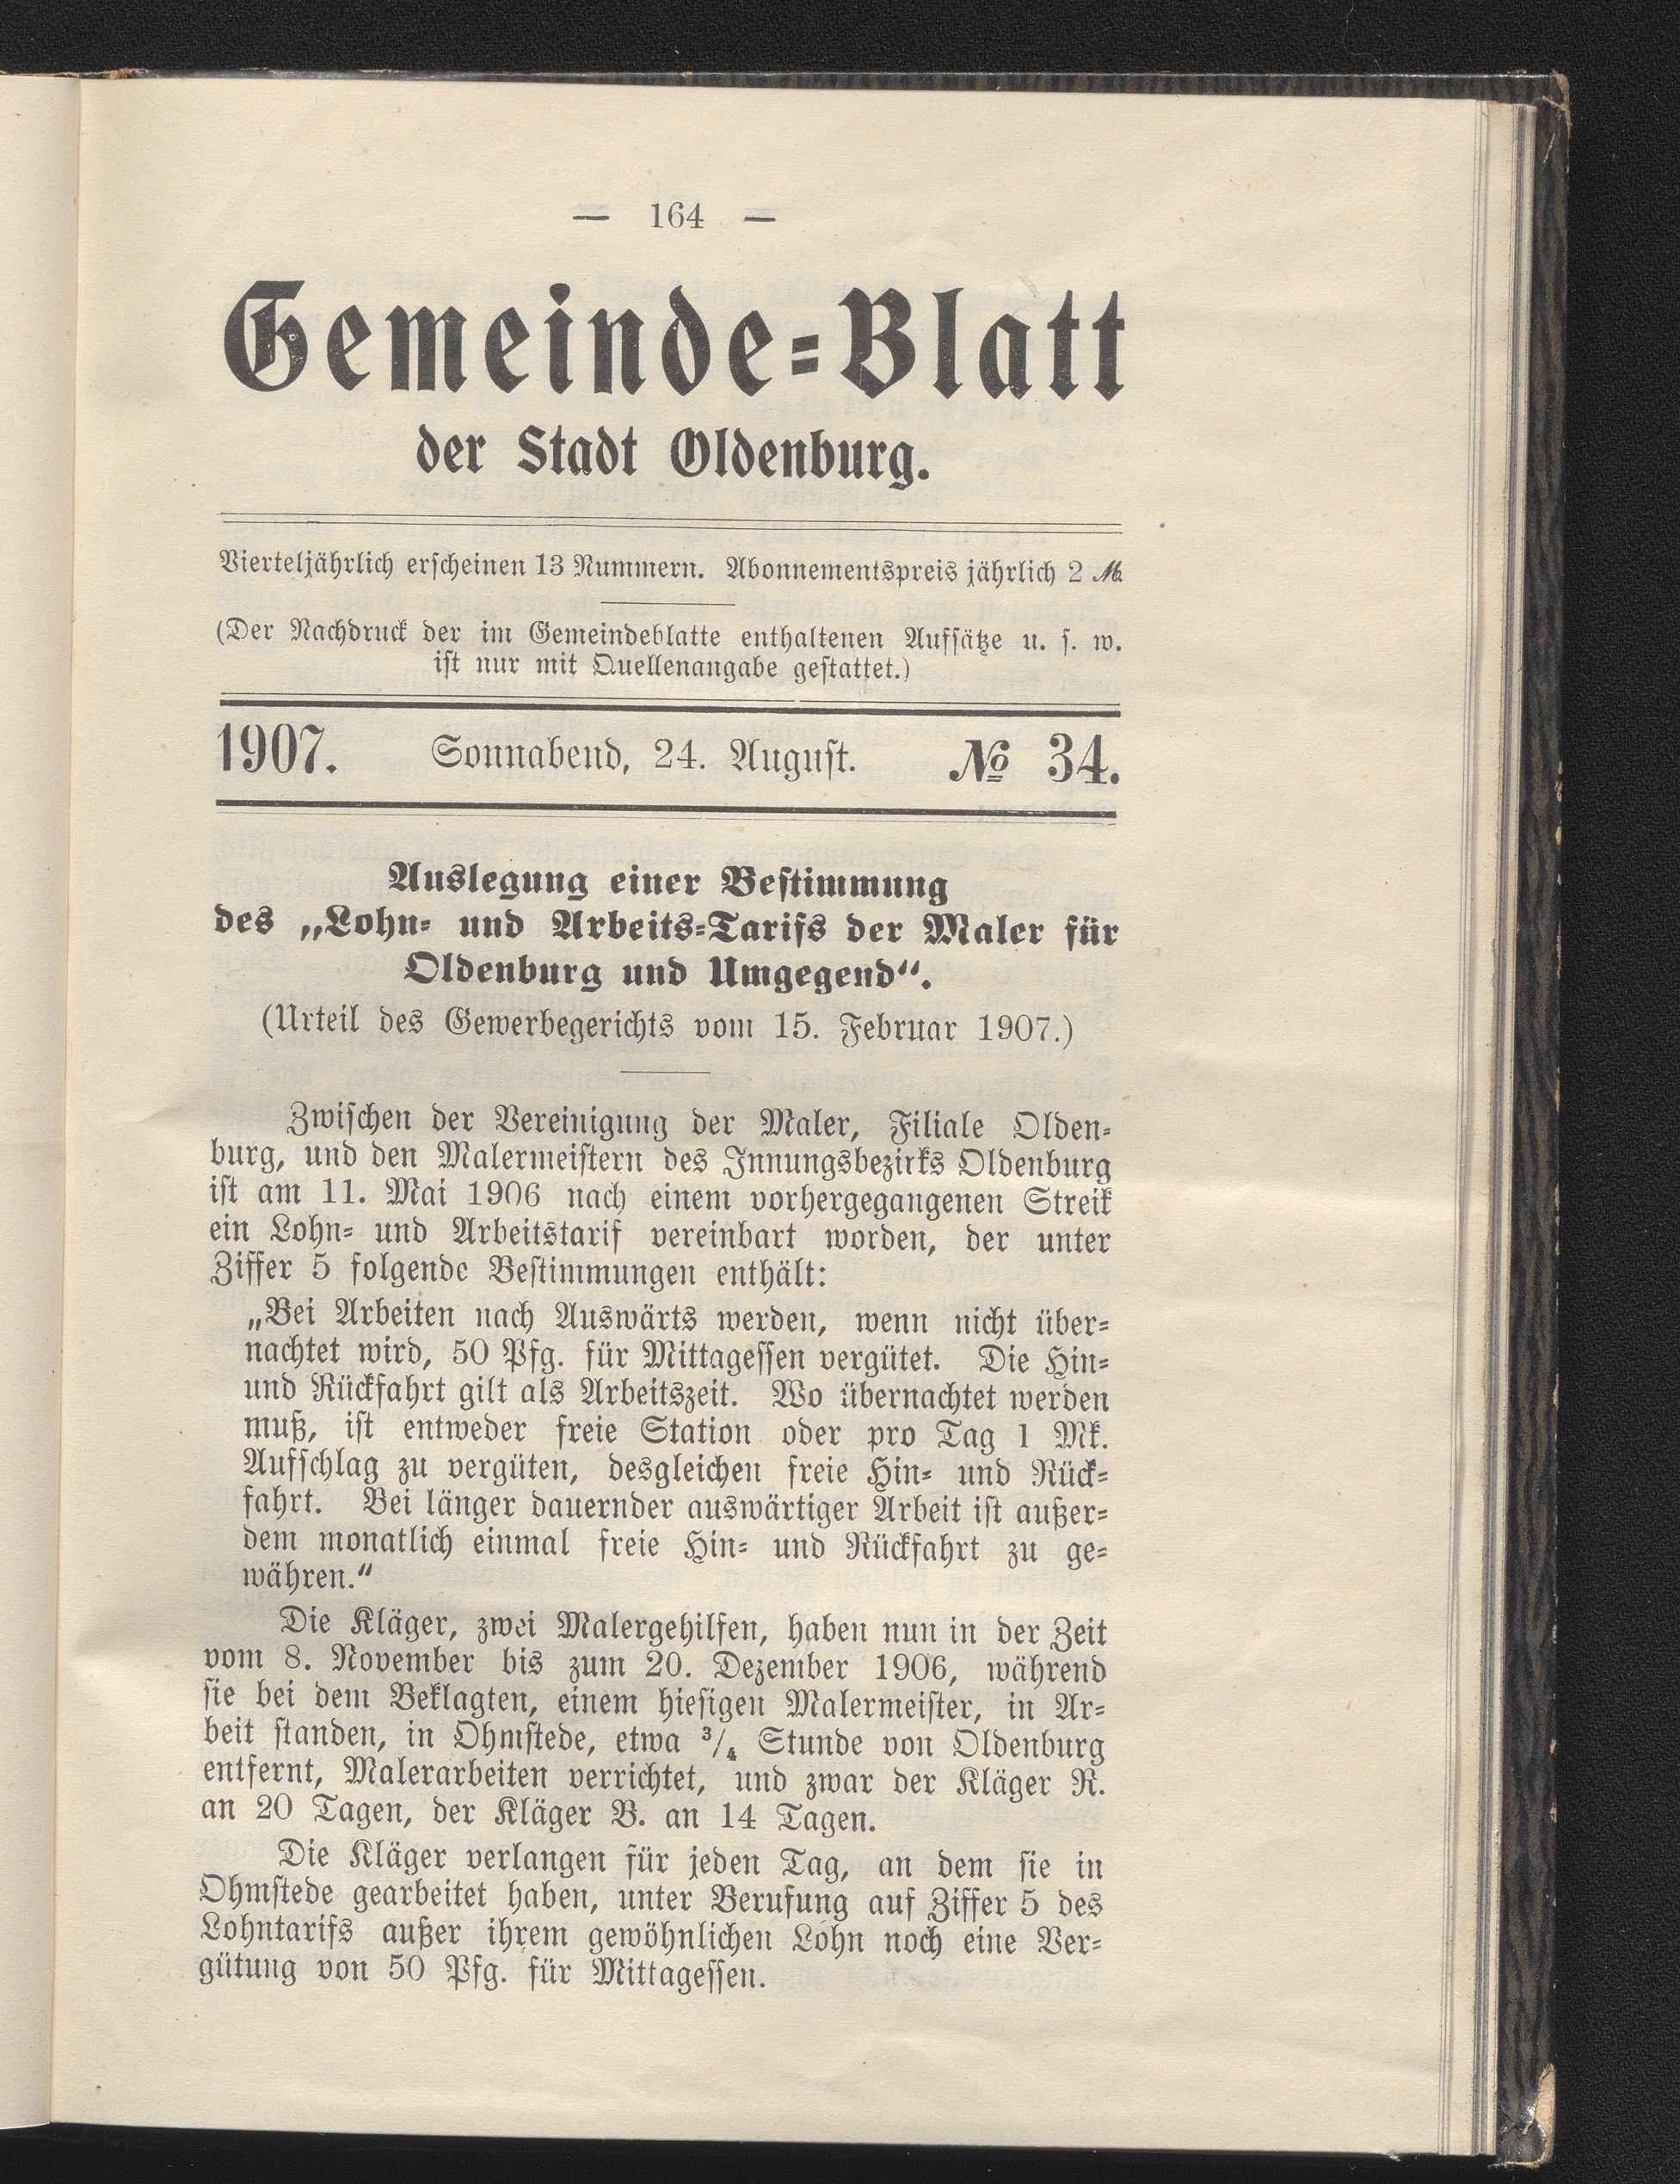 — 164 —
Gemeinde-Blatt
der Stadt Oldenburg.
Vierteljährlich erscheinen 13 Nummern. Abonnementspreis jährlich 2 ℳ.
(Der Nachdruck der im Gemeindeblatte enthaltenen Aufsätze u. s. w.
ist nur mit Quellenangabe gestattet.)
1907. Sonnabend, 24. August. № 34.
Auslegung einer Bestimmung
des „Lohn- und Arbeits-Tarifs der Maler für
Oldenburg und Umgegend“.
(Urteil des Gewerbegerichts vom 15. Februar 1907.)
Zwischen der Vereinigung der Maler, Filiale Olden-
burg, und den Malermeistern des Innungsbezirks Oldenburg
ist am 11. Mai 1906 nach einem vorhergegangenen Streik
ein Lohn- und Arbeitstarif vereinbart worden, der unter
Ziffer 5 folgende Bestimmungen enthält:
„Bei Arbeiten nach Auswärts werden, wenn nicht über-
nachtet wird, 50 Pfg. für Mittagessen vergütet. Die Hin-
und Rückfahrt gilt als Arbeitszeit. Wo übernachtet werden
muß, ist entweder freie Station oder pro Tag 1 Mk.
Aufschlag zu vergüten, desgleichen freie Hin- und Rück-
fahrt. Bei länger dauernder auswärtiger Arbeit ist außer-
dem monatlich einmal freie Hin- und Rückfahrt zu ge-
währen.“
Die Kläger, zwei Malergehilfen, haben nun in der Zeit
vom 8. November bis zum 20. Dezember 1906, während
sie bei dem Beklagten, einem hiesigen Malermeister, in Ar-
beit standen, in Ohmstede, etwa 3/4 Stunde von Oldenburg
entfernt, Malerarbeiten verrichtet, und zwar der Kläger R.
an 20 Tagen, der Kläger B. an 14 Tagen.
Die Kläger verlangen für jeden Tag, an dem sie in
Ohmstede gearbeitet haben, unter Berufung auf Ziffer 5 des
Lohntarifs außer ihrem gewöhnlichen Lohn noch eine Ver-
gütung von 50 Pfg. für Mittagessen.